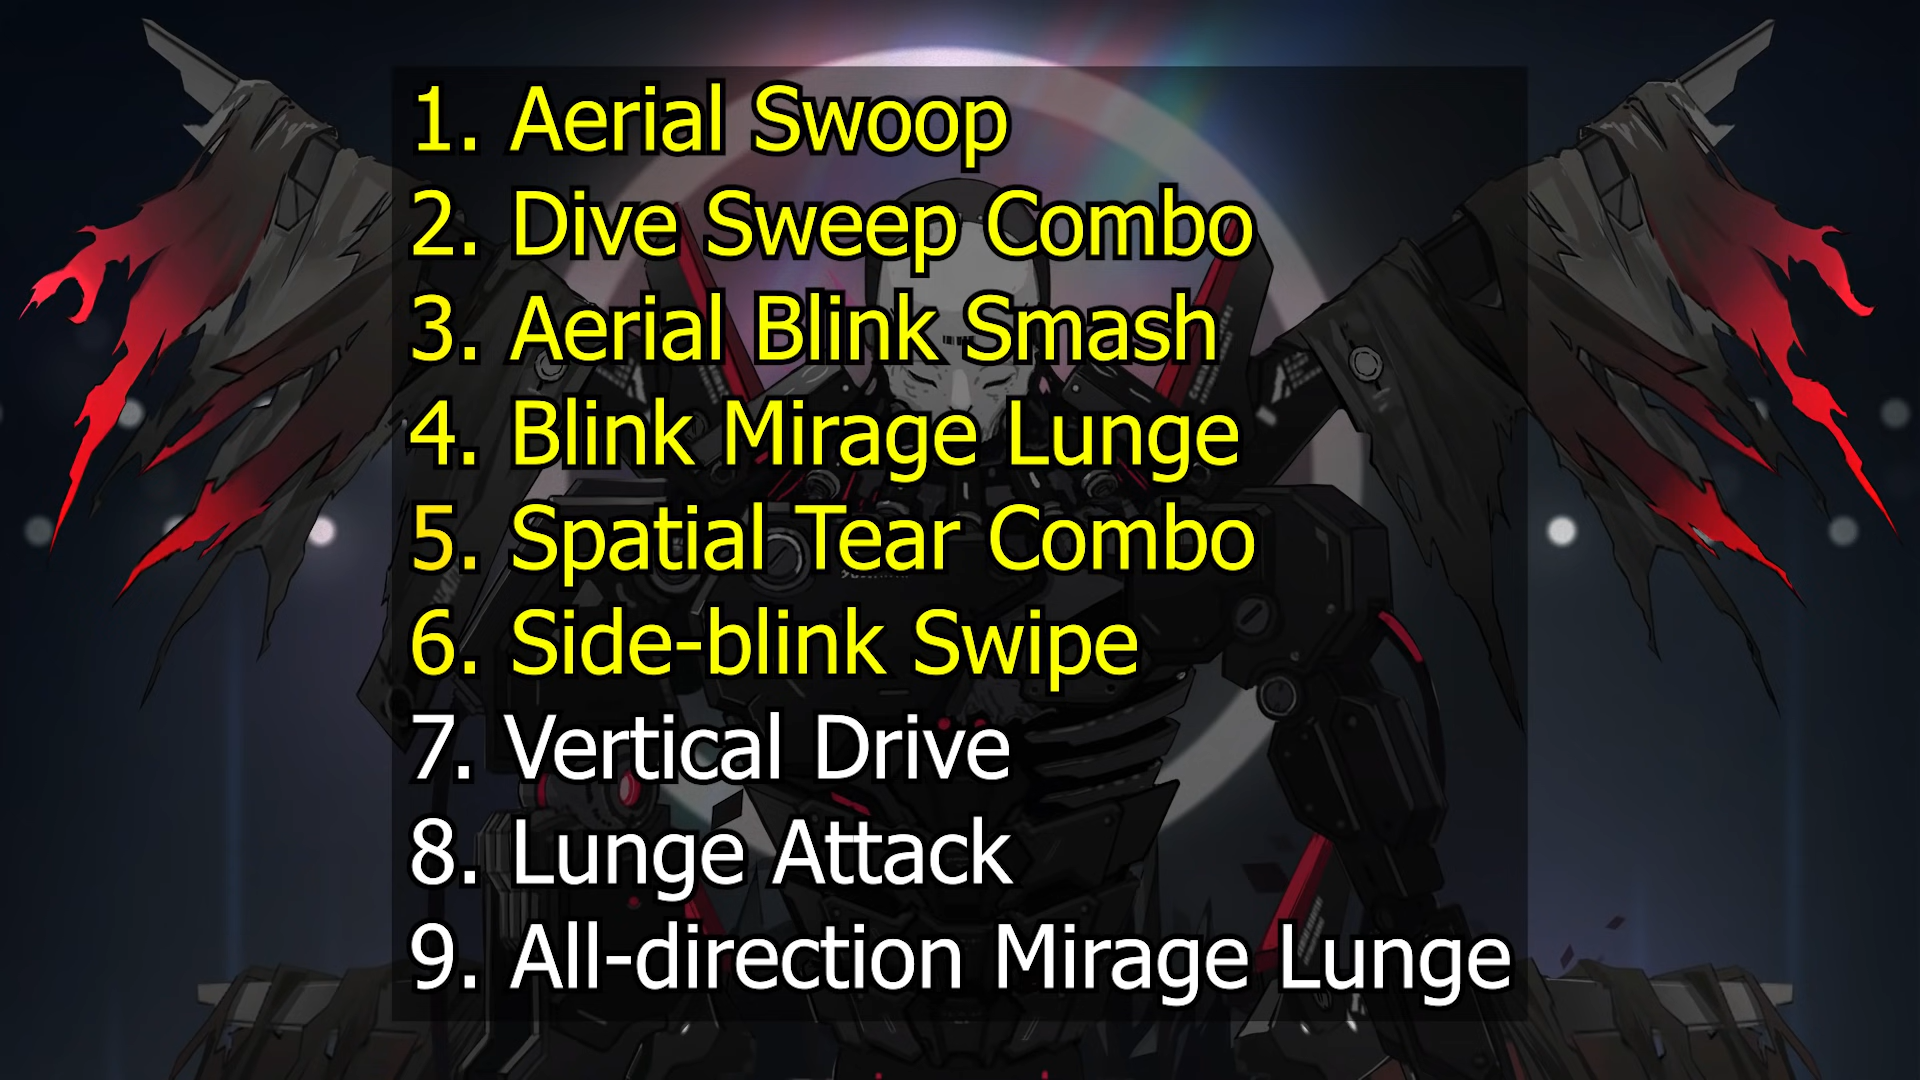 1. Aerial Swoop
2. Dive Sweep Combo
3. Aerial Blink Smash
4. Blink Mirage Lunge
5. Spatial Tear Combo
6. Side-blink Swipe
7. Vertical Drive
8. Lunge Attack
9. All-direction Mirage Lunge